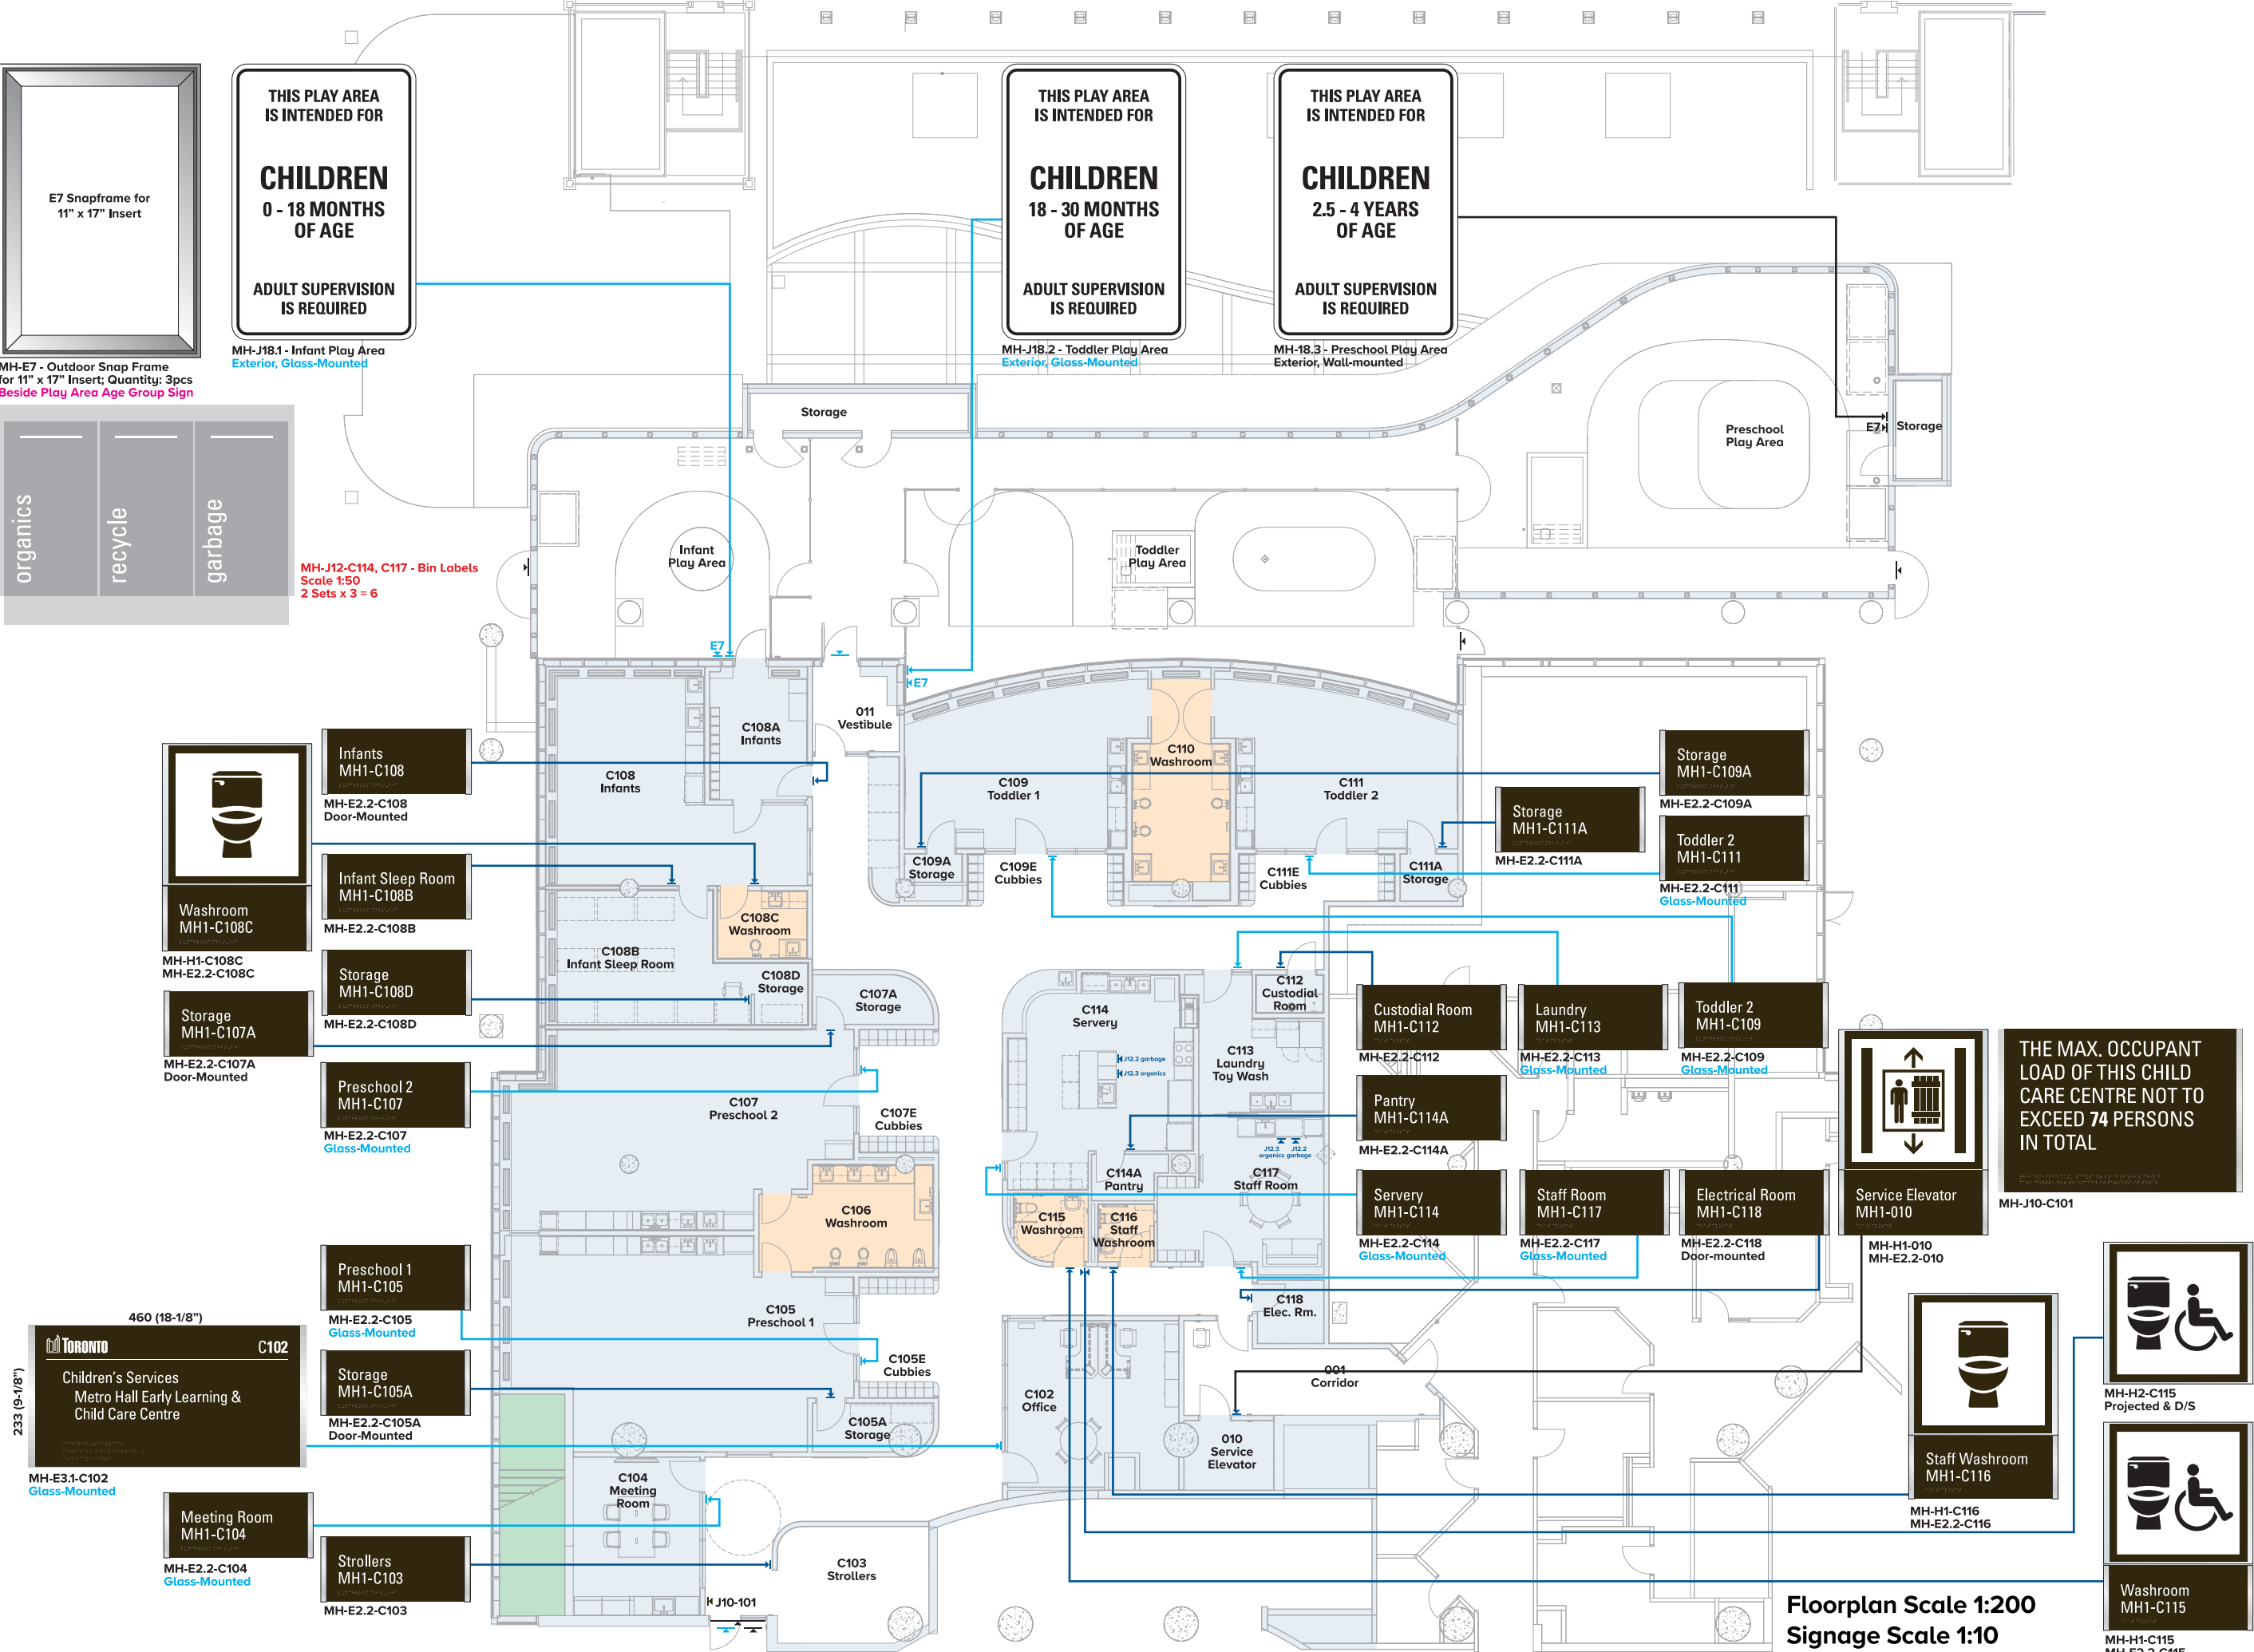 E7 Snapframe for
11” x 17” Insert
MH-E7 - Outdoor Snap Frame
for 11” x 17” Insert; Quantity: 3pcs
Beside Play Area Age Group Sign
THIS PLAY AREA
IS INTENDED FOR
CHILDREN
0 - 18 MONTHS
OF AGE
ADULT SUPERVISION
IS REQUIRED
MH-J18.1 - Infant Play Area
Exterior, Glass-Mounted
THIS PLAY AREA
IS INTENDED FOR
CHILDREN
18 - 30 MONTHS
OF AGE
ADULT SUPERVISION
IS REQUIRED
MH-J18.2 - Toddler Play Area
Exterior, Glass-Mounted
THIS PLAY AREA
IS INTENDED FOR
CHILDREN
2.5 - 4 YEARS
OF AGE
ADULT SUPERVISION
IS REQUIRED
MH-18.3 - Preschool Play Area
Exterior, Wall-mounted
organics
recycle
garbage
MH-J12-C114, C117 - Bin Labels
Scale 1:50
2 Sets x 3 = 6
Storage
Preschool
Play Area
E7
Storage
Infant
Play Area
Toddler
Play Area
E7
E7
011
Vestibule
C108A
Infants
C108
Infants
C110
Washroom
C109
Toddler 1
C111
Toddler 2
C109A
Storage
C109E
Cubbies
C111E
Cubbies
C111A
Storage
C108C
Washroom
C108B
Infant Sleep Room
C108D
Storage
C107A
Storage
C114
Servery
J12.2 garbage
J12.3 organics
C112
Custodial
Room
C113
Laundry
Toy Wash
C107
Preschool 2
C107E
Cubbies
J12.3
organics
J12.2
garbage
C114A
Pantry
C117
Staff Room
C106
Washroom
C115
Washroom
C116
Staff
Washroom
C105
Preschool 1
C118
Elec. Rm.
C105E
Cubbies
001
Corridor
C102
Office
C105A
Storage
010
Service
Elevator
C104
Meeting
Room
C103
Strollers
J10-101
Infants
MH1-C108
MH-E2.2-C108
Door-Mounted
Washroom
MH1-C108C
MH-H1-C108C
MH-E2.2-C108C
Infant Sleep Room
MH1-C108B
MH-E2.2-C108B
Storage
MH1-C108D
MH-E2.2-C108D
Storage
MH1-C107A
MH-E2.2-C107A
Door-Mounted
Preschool 2
MH1-C107
MH-E2.2-C107
Glass-Mounted
Preschool 1
MH1-C105
MH-E2.2-C105
Glass-Mounted
460 (18-1/8”)
233 (9-1/8”)
TORONTO
C102
Children's Services
Metro Hall Early Learning &
Child Care Centre
MH-E3.1-C102
Glass-Mounted
Storage
MH1-C105A
MH-E2.2-C105A
Door-Mounted
Meeting Room
MH1-C104
MH-E2.2-C104
Glass-Mounted
Strollers
MH1-C103
MH-E2.2-C103
Storage
MH1-C109A
MH-E2.2-C109A
Storage
MH1-C111A
MH-E2.2-C111A
Toddler 2
MH1-C111
MH-E2.2-C111
Glass-Mounted
Custodial Room
MH1-C112
MH-E2.2-C112
Laundry
MH1-C113
MH-E2.2-C113
Glass-Mounted
Toddler 2
MH1-C109
MH-E2.2-C109
Glass-Mounted
Pantry
MH1-C114A
MH-E2.2-C114A
Servery
MH1-C114
MH-E2.2-C114
Glass-Mounted
Staff Room
MH1-C117
MH-E2.2-C117
Glass-Mounted
Electrical Room
MH1-C118
MH-E2.2-C118
Door-mounted
Service Elevator
MH1-010
MH-H1-010
MH-E2.2-010
THE MAX. OCCUPANT
LOAD OF THIS CHILD
CARE CENTRE NOT TO
EXCEED 74 PERSONS
IN TOTAL
MH-J10-C101
MH-H2-C115
Projected & D/S
Staff Washroom
MH1-C116
MH-H1-C116
MH-E2.2-C116
Washroom
MH1-C115
MH-H1-C115
MH-E2.2-C115
Floorplan Scale 1:200
Signage Scale 1:10